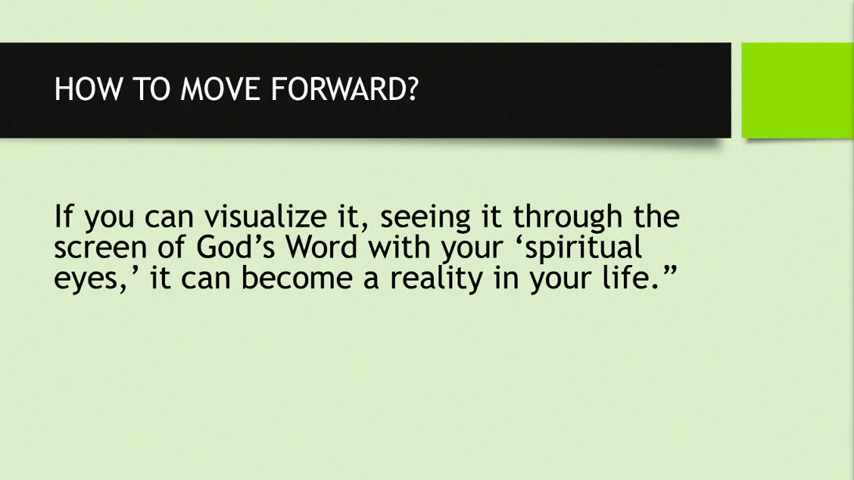 HOW TO MOVE FORWARD?
If you can visualize it, seeing it through the
screen of God’s Word with your ‘spiritual
eyes,’ it can become a reality in your life.”